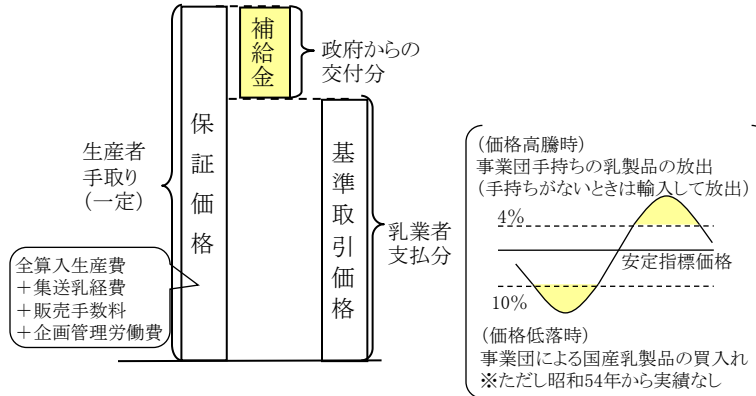 補給金
政府からの
交付分
保証価格
基準取引価格
生産者
手取り
(一定)
乳業者
支払分
全算入生産費
＋集送乳経費
＋販売手数料
＋企画管理労働費
(価格高騰時)
事業団手持ちの乳製品の放出
(手持ちがないときは輸入して放出)
4%
安定指標価格
10%
(価格低落時)
事業団による国産乳製品の買入れ
※ただし昭和54年から実績なし